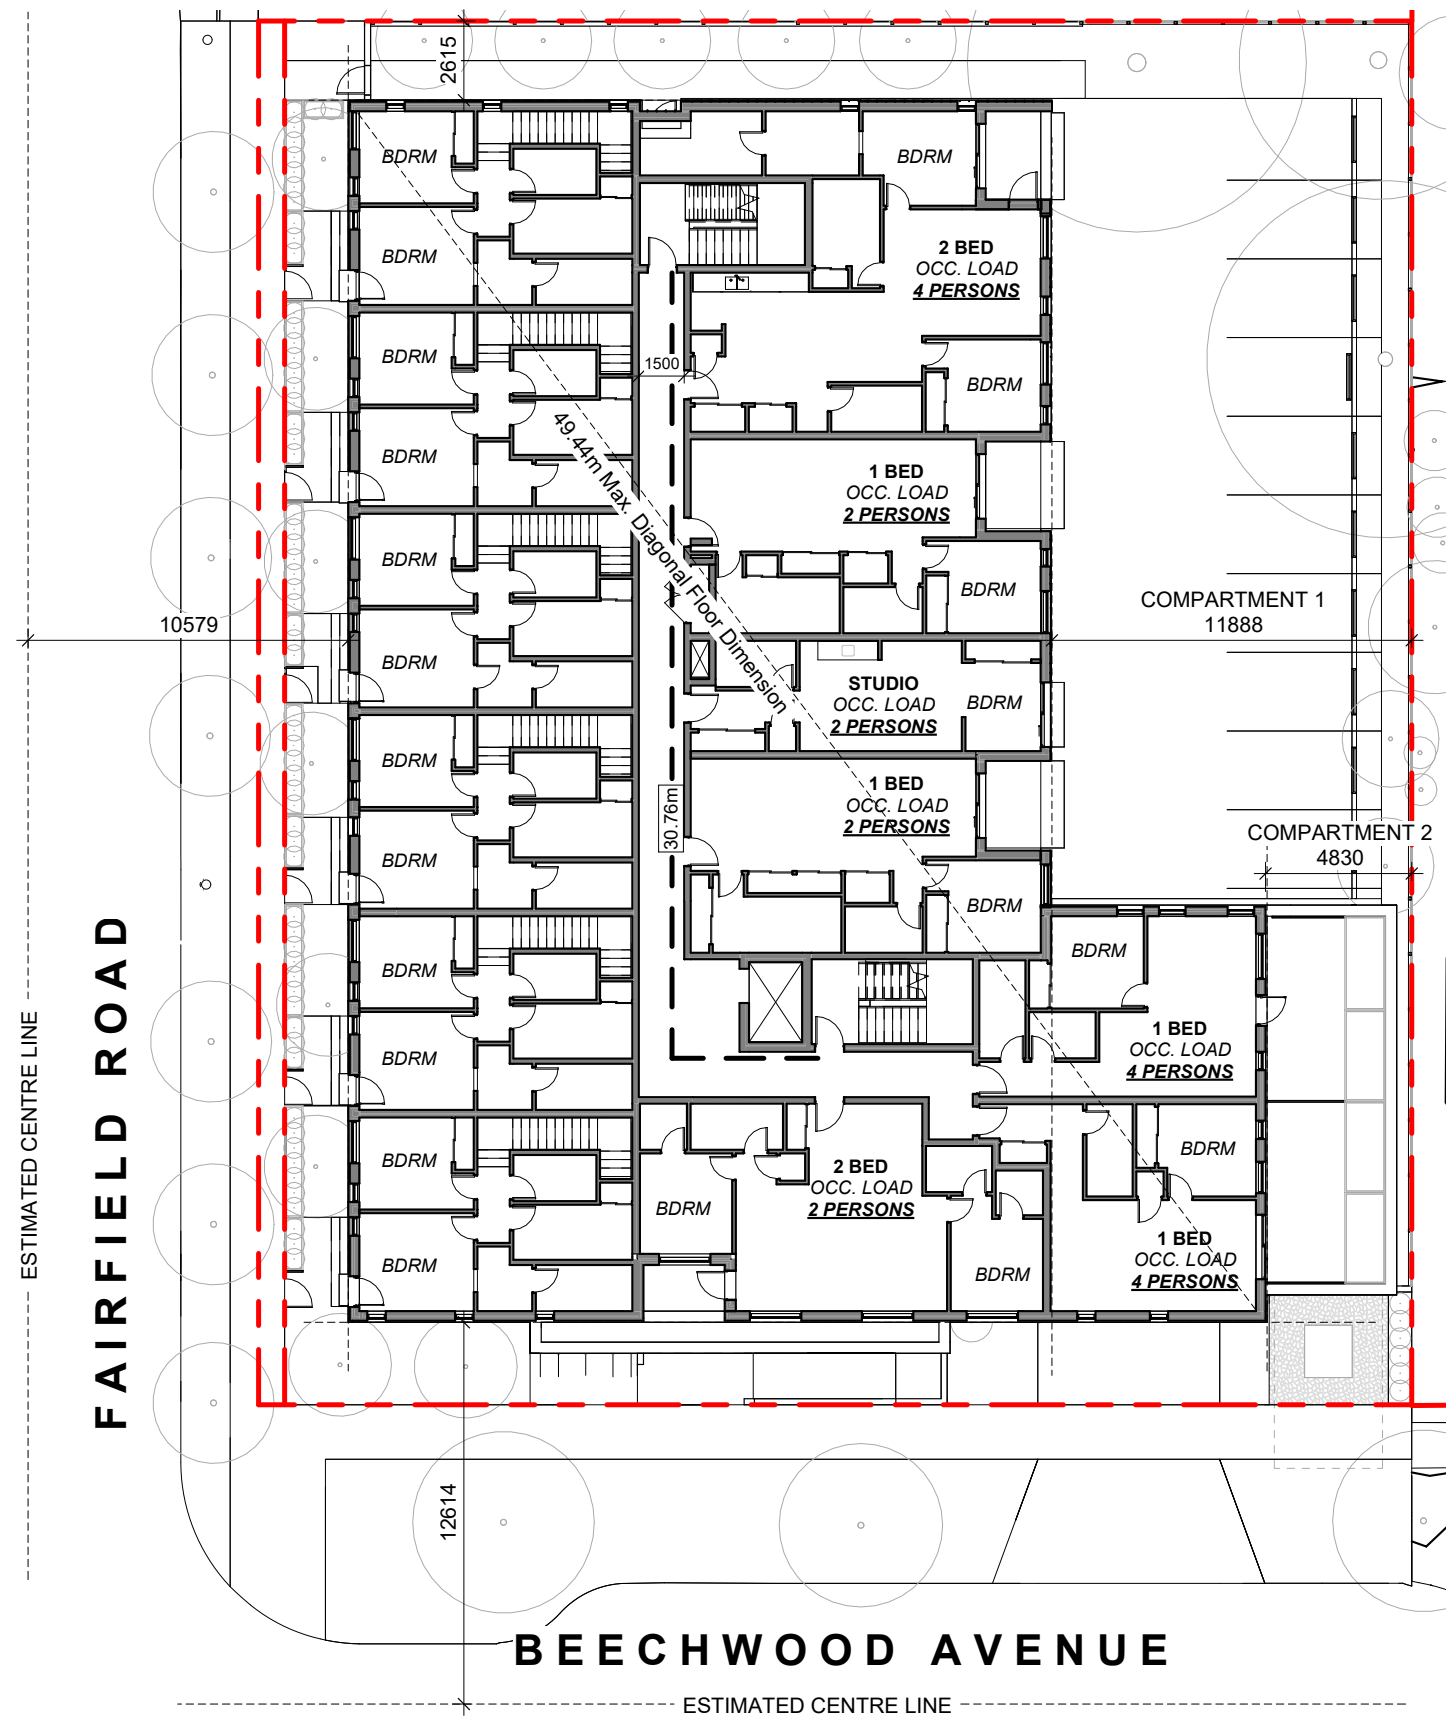 2615
BDRM
BDRM
2 BED
OCC. LOAD
4 PERSONS
BDRM
1500
BDRM
BDRM
49.44m Max. Diagonal Floor Dimension
BDRM
1 BED
OCC. LOAD
2 PERSONS
BDRM
BDRM
COMPARTMENT 1
11888
10579
BDRM
STUDIO
OCC. LOAD
2 PERSONS
BDRM
BDRM
1 BED
OCC. LOAD
2 PERSONS
30.76m
COMPARTMENT 2
4830
BDRM
BDRM
BDRM
BDRM
1 BED
OCC. LOAD
4 PERSONS
BDRM
BDRM
BDRM
2 BED
OCC. LOAD
2 PERSONS
BDRM
BDRM
BDRM
1 BED
OCC. LOAD
4 PERSONS
FAIRFIELD ROAD
ESTIMATED CENTRE LINE
12614
BEECHWOOD AVENUE
ESTIMATED CENTRE LINE